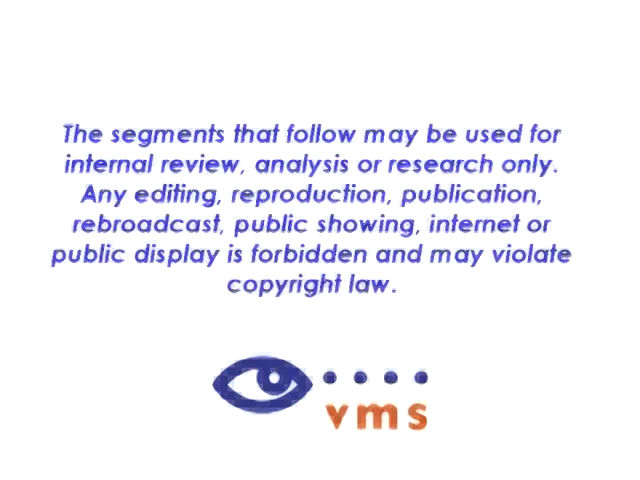 The segments that follow may be used for
internal review, analysis or research only.
Any editing, reproduction, publication,
rebroadcast, public showing, internet or
public display is forbidden and may violate
copyright law.
vms